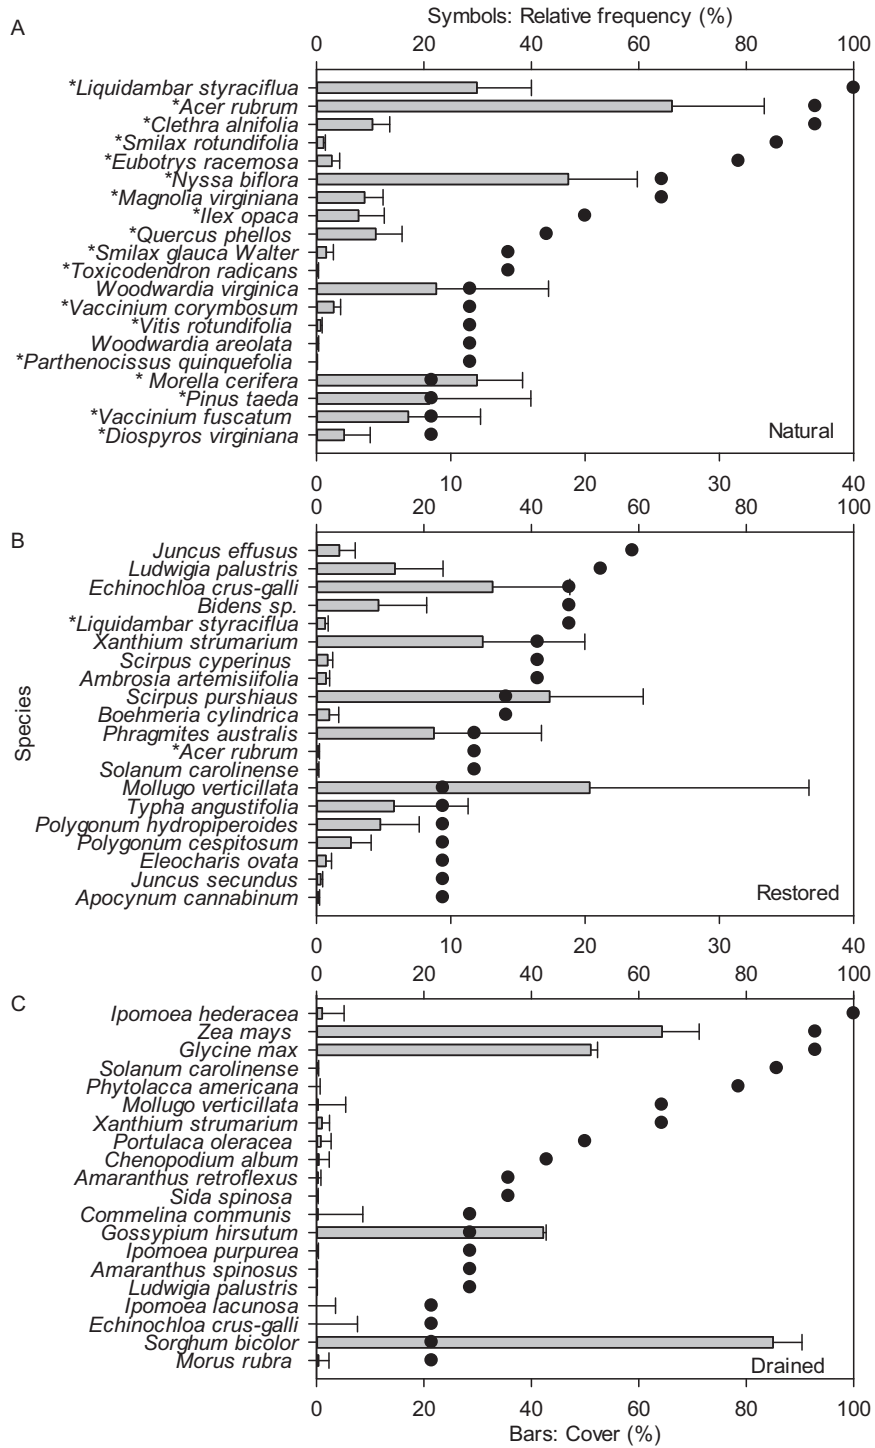 Symbols: Relative frequency (%)
A
0 20 40 60 80 100
*Liquidambar styraciflua
*Acer rubrum
*Clethra alnifolia
*Smilax rotundifolia
*Eubotrys racemosa
*Nyssa biflora
*Magnolia virginiana
*Ilex opaca
*Quercus phellos
*Smilax glauca Walter
*Toxicodendron radicans
Woodwardia virginica
*Vaccinium corymbosum
*Vitis rotundifolia
Woodwardia areolata
*Parthenocissus quinquefolia
* Morella cerifera
*Pinus taeda
*Vaccinium fuscatum
*Diospyros virginiana
Natural
0 10 20 30 40
0 20 40 60 80 100
B
Species
Juncus effusus
Ludwigia palustris
Echinochloa crus-galli
Bidens sp.
*Liquidambar styraciflua
Xanthium strumarium
Scirpus cyperinus
Ambrosia artemisiifolia
Scirpus purshiaus
Boehmeria cylindrica
Phragmites australis
*Acer rubrum
Solanum carolinense
Mollugo verticillata
Typha angustifolia
Polygonum hydropiperoides
Polygonum cespitosum
Eleocharis ovata
Juncus secundus
Apocynum cannabinum
Restored
0 10 20 30 40
0 20 40 60 80 100
C
Ipomoea hederacea
Zea mays
Glycine max
Solanum carolinense
Phytolacca americana
Mollugo verticillata
Xanthium strumarium
Portulaca oleracea
Chenopodium album
Amaranthus retroflexus
Sida spinosa
Commelina communis
Gossypium hirsutum
Ipomoea purpurea
Amaranthus spinosus
Ludwigia palustris
Ipomoea lacunosa
Echinochloa crus-galli
Sorghum bicolor
Morus rubra
Drained
0 20 40 60 80 100
Bars: Cover (%)